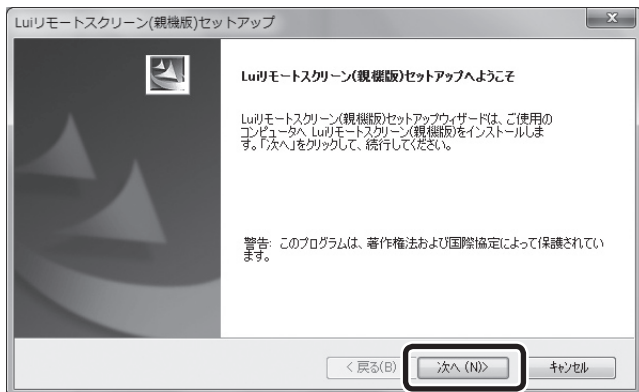 Luiリモートスクリーン(親機版)セットアップ
Luiリモートスクリーン(親機版)セットアップへようこそ
Luiリモートスクリーン(親機版)セットアップウィザードは、ご使用の
コンピュータへ Luiリモートスクリーン(親機版)をインストールしま
す。「次へ」をクリックして、続行してください。
警告: このプログラムは、著作権法および国際協定によって保護されてい
ます。
< 戻る(B)
次へ (N)>
キャンセル